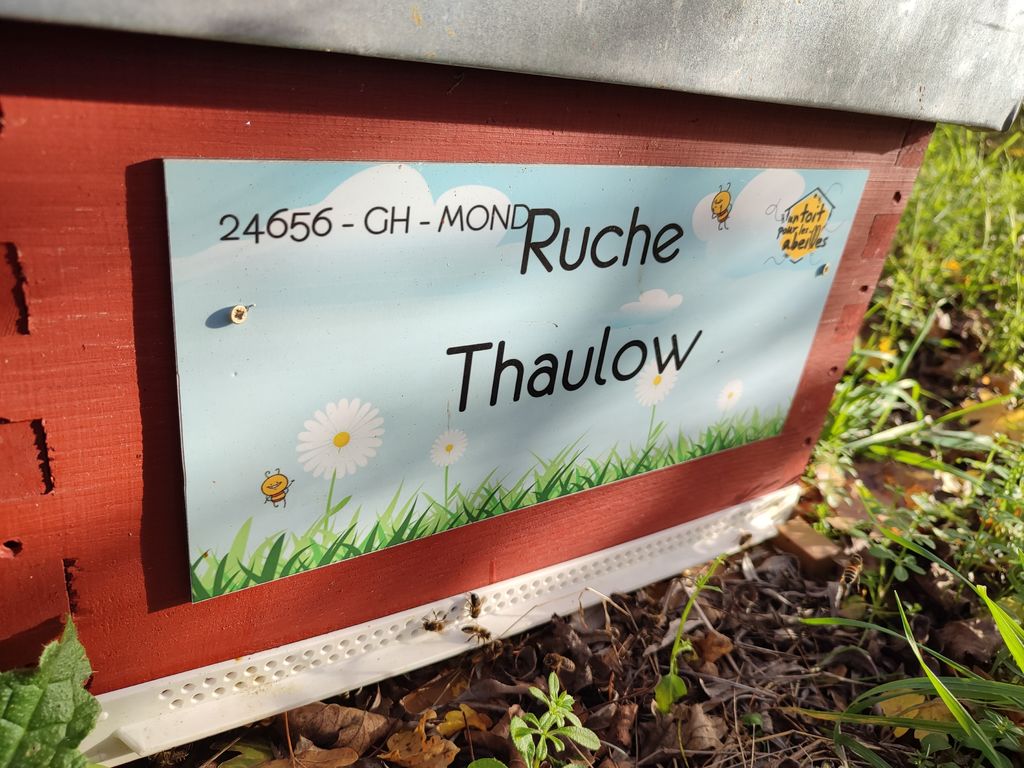 24656 - GH - MOND
Ruche
Thaulow
un toit
pour les
abeilles